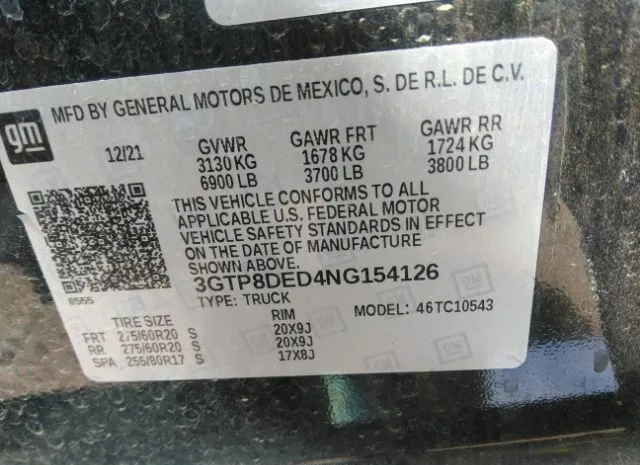 gm
MFD BY GENERAL MOTORS DE MEXICO, S. DE R.L. DE C.V.
12/21 GVWR GAWR FRT GAWR RR
3130 KG 1678 KG 1724 KG
6900 LB 3700 LB 3800 LB
THIS VEHICLE CONFORMS TO ALL
APPLICABLE U.S. FEDERAL MOTOR
VEHICLE SAFETY STANDARDS IN EFFECT
ON THE DATE OF MANUFACTURE
SHOWN ABOVE.
3GTP8DED4NG154126
8555
TYPE: TRUCK MODEL: 46TC10543
TIRE SIZE RIM
FRT 275/60R20 S 20X9J
RR 275/60R20 S 20X9J
SPA 255/80R17 S 17X8J